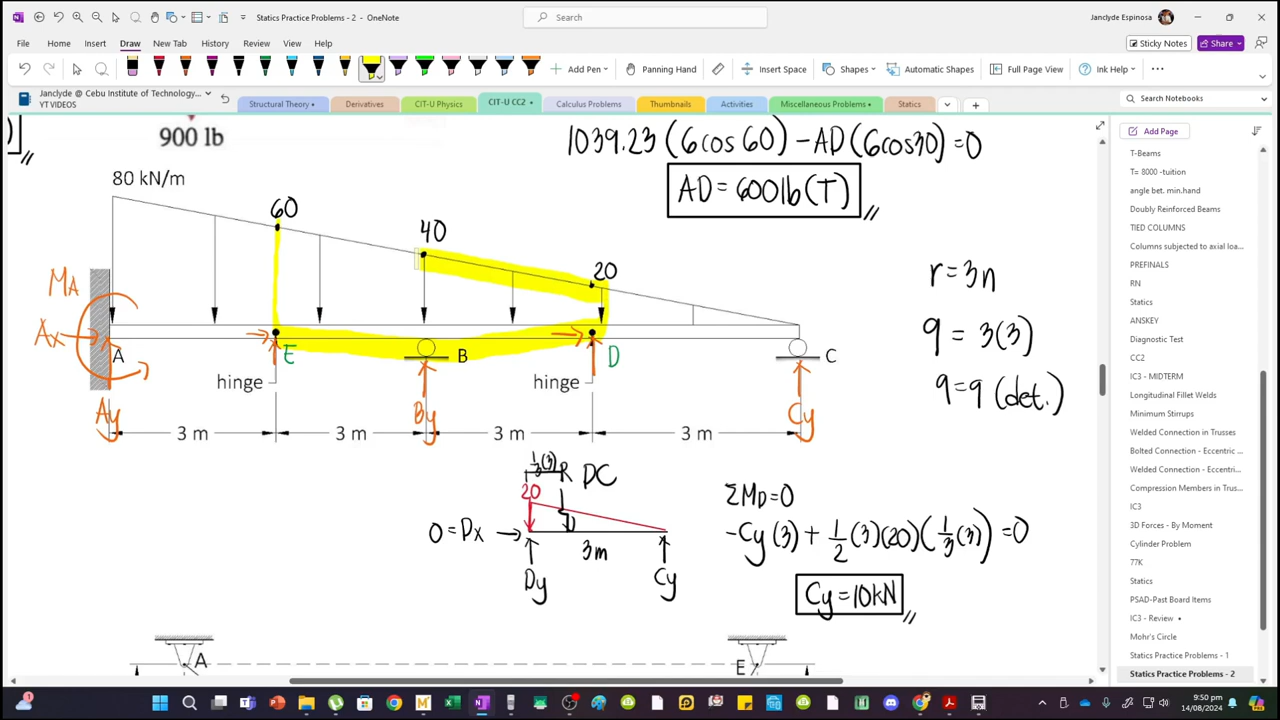 Statics Practice Problems - 2 - OneNote
Search
Janclyde Espinosa
File Home Insert Draw New Tab History Review View Help
Sticky Notes
Share
Add Pen
Panning Hand
Insert Space
Shapes
Automatic Shapes
Full Page View
Ink Help
Janclyde @ Cebu Institute of Technology...
YT VIDEOS
Structural Theory •
Derivatives
CIT-U Physics
CIT-U CC2 •
Calculus Problems
Thumbnails
Activities
Miscellaneous Problems •
Statics
Search Notebooks
900 lb
1039.23 (6cos 60) - AD (6cos30) = 0
AD = 600lb (T)
80 kN/m
60
40
20
MA
Ax
A
E
B
D
C
hinge
hinge
Ay
By
Cy
3 m
3 m
3 m
3 m
r = 3n
9 = 3(3)
9 = 9 (det.)
1/3(3)
R
DC
20
0 = Dx
3m
Dy
Cy
ΣMD = 0
-Cy (3) + 1/2 (3)(20)(1/3(3)) = 0
Cy = 10kN
A
E
Add Page
T-Beams
T= 8000 -tuition
angle bet. min.hand
Doubly Reinforced Beams
TIED COLUMNS
Columns subjected to axial loa...
PREFINALS
RN
Statics
ANSKEY
Diagnostic Test
CC2
IC3 - MIDTERM
Longitudinal Fillet Welds
Minimum Stirrups
Welded Connection in Trusses
Bolted Connection - Eccentric ...
Welded Connection - Eccentric...
Compression Members in Trus...
IC3
3D Forces - By Moment
Cylinder Problem
77K
Statics
PSAD-Past Board Items
IC3 - Review •
Mohr's Circle
Statics Practice Problems - 1
Statics Practice Problems - 2
9:50 pm
14/08/2024